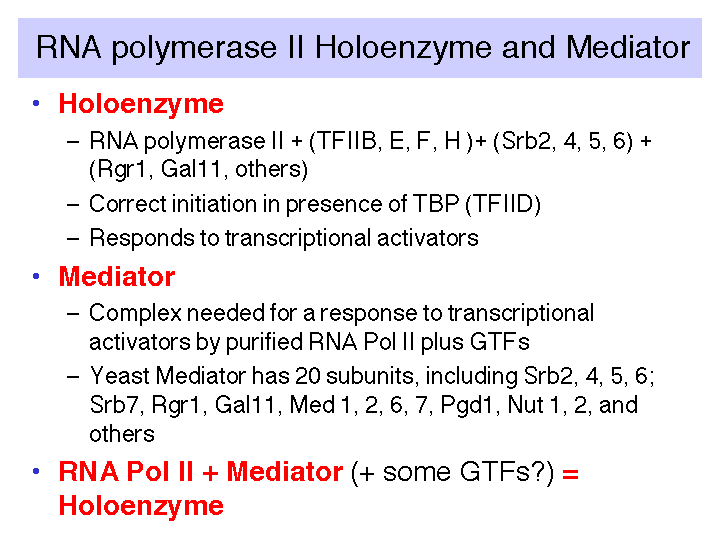 RNA polymerase II Holoenzyme and Mediator
• Holoenzyme
– RNA polymerase II + (TFIIB, E, F, H )+ (Srb2, 4, 5, 6) +
(Rgr1, Gal11, others)
– Correct initiation in presence of TBP (TFIID)
– Responds to transcriptional activators
• Mediator
– Complex needed for a response to transcriptional
activators by purified RNA Pol II plus GTFs
– Yeast Mediator has 20 subunits, including Srb2, 4, 5, 6;
Srb7, Rgr1, Gal11, Med 1, 2, 6, 7, Pgd1, Nut 1, 2, and
others
• RNA Pol II + Mediator (+ some GTFs?) =
Holoenzyme